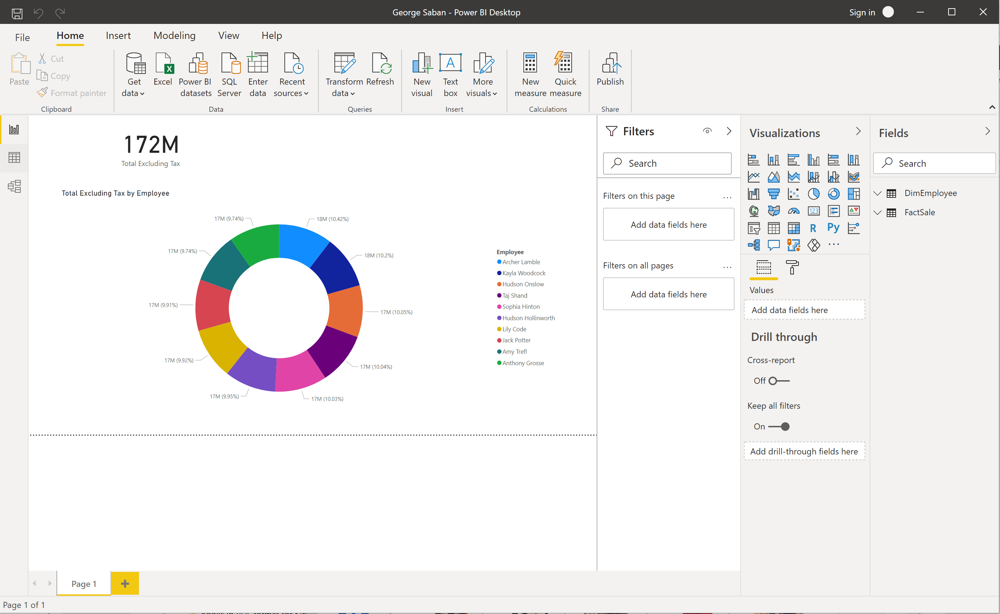 George Saban - Power BI Desktop
Sign in
File
Home
Insert
Modeling
View
Help
Paste
Cut
Copy
Format painter
Clipboard
Get
data
Excel
Power BI
datasets
SQL
Server
Enter
data
Recent
sources
Data
Transform
data
Refresh
Queries
New
visual
A
Text
box
More
visuals
Insert
New
measure
Quick
measure
Calculations
Publish
Share
172M
Total Excluding Tax
Total Excluding Tax by Employee
17M (9.74%)
18M (10.42%)
17M (9.74%)
18M (10.2%)
17M (9.91%)
17M (10.05%)
17M (9.92%)
17M (10.04%)
17M (9.95%)
17M (10.03%)
Employee
Archer Lamble
Kayla Woodcock
Hudson Onslow
Taj Shand
Sophia Hinton
Hudson Hollinworth
Lily Code
Jack Potter
Amy Trefl
Anthony Grosse
Filters
Search
Filters on this page
...
Add data fields here
Filters on all pages
...
Add data fields here
Visualizations
123
R
Py
...
Values
Add data fields here
Drill through
Cross-report
Off
Keep all filters
On
Add drill-through fields here
Fields
Search
DimEmployee
FactSale
Page 1
Page 1 of 1